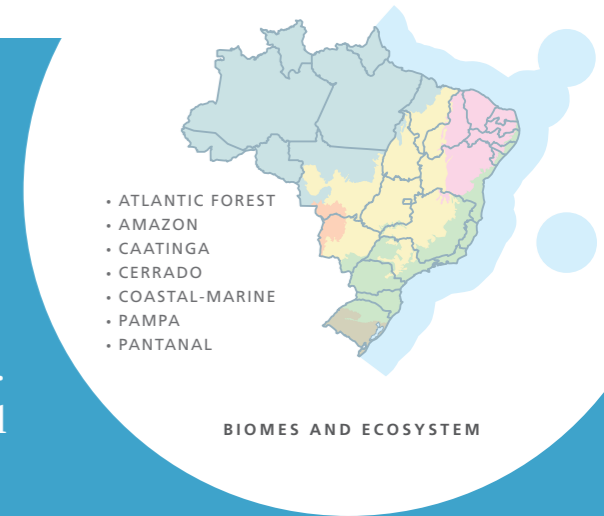 • ATLANTIC FOREST
• AMAZON
• CAATINGA
• CERRADO
• COASTAL-MARINE
• PAMPA
• PANTANAL
BIOMES AND ECOSYSTEM